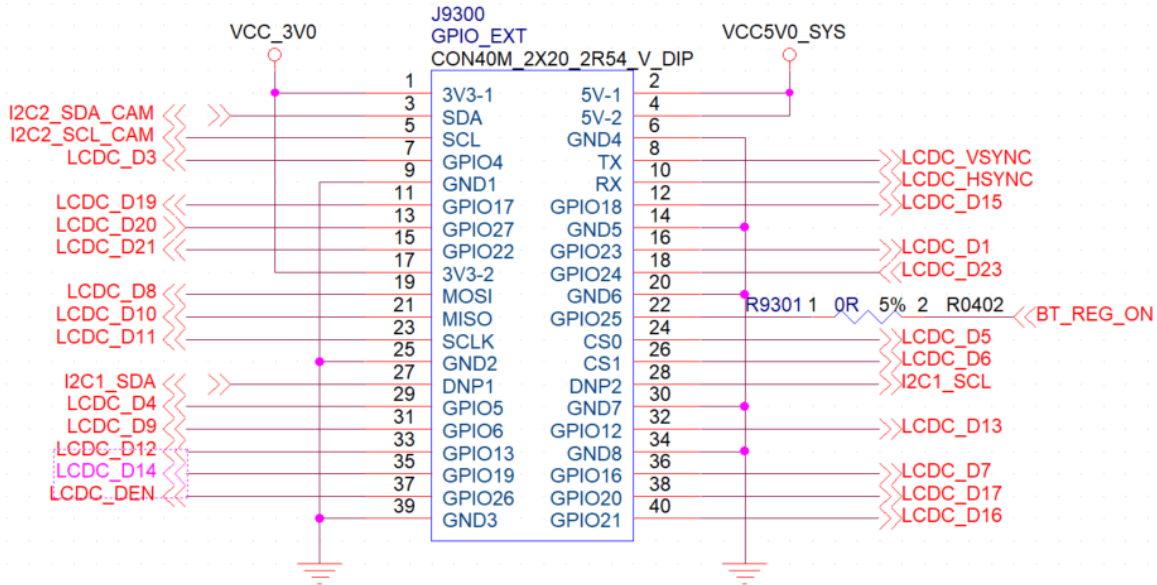 J9300
GPIO_EXT
VCC_3V0 CON40M_2X20_2R54_V_DIP VCC5V0_SYS
1 3V3-1 5V-1 2
I2C2_SDA_CAM 3 SDA 5V-2 4
I2C2_SCL_CAM 5 SCL GND4 6
LCDC_D3 7 GPIO4 TX 8 LCDC_VSYNC
9 GND1 RX 10 LCDC_HSYNC
LCDC_D19 11 GPIO17 GPIO18 12 LCDC_D15
LCDC_D20 13 GPIO27 GND5 14
LCDC_D21 15 GPIO22 GPIO23 16 LCDC_D1
17 3V3-2 GPIO24 18 LCDC_D23
LCDC_D8 19 MOSI GND6 20
LCDC_D10 21 MISO GPIO25 22 R9301 1 0R 5% 2 R0402 BT_REG_ON
LCDC_D11 23 SCLK CS0 24 LCDC_D5
25 GND2 CS1 26 LCDC_D6
I2C1_SDA 27 DNP1 DNP2 28 I2C1_SCL
LCDC_D4 29 GPIO5 GND7 30
LCDC_D9 31 GPIO6 GPIO12 32 LCDC_D13
LCDC_D12 33 GPIO13 GND8 34
LCDC_D14 35 GPIO19 GPIO16 36 LCDC_D7
LCDC_DEN 37 GPIO26 GPIO20 38 LCDC_D17
39 GND3 GPIO21 40 LCDC_D16